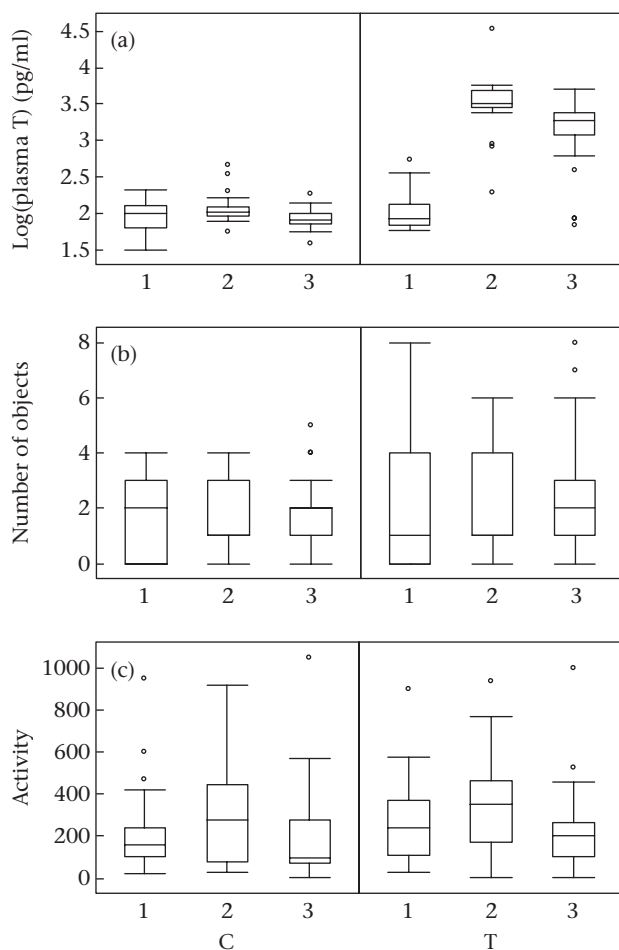 Log(plasma T) (pg/ml)
(a)
4.5
4
3.5
3
2.5
2
1.5
1 2 3 1 2 3
Number of objects
(b)
8
6
4
2
0
1 2 3 1 2 3
Activity
(c)
1000
800
600
400
200
0
1 2 3 1 2 3
C T